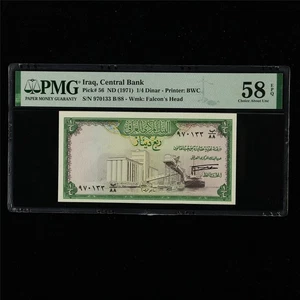 PMG
PAPER MONEY GUARANTY
Iraq, Central Bank
Pick# 56 ND (1971) 1/4 Dinar - Printer: BWC
S/N 970133 B/88 - Wmk: Falcon's Head
58 EPQ
Choice About Unc
البنك المركزي العراقي
ربع دينار
٩٧٠١٣٣
٩٧٠١٣٣